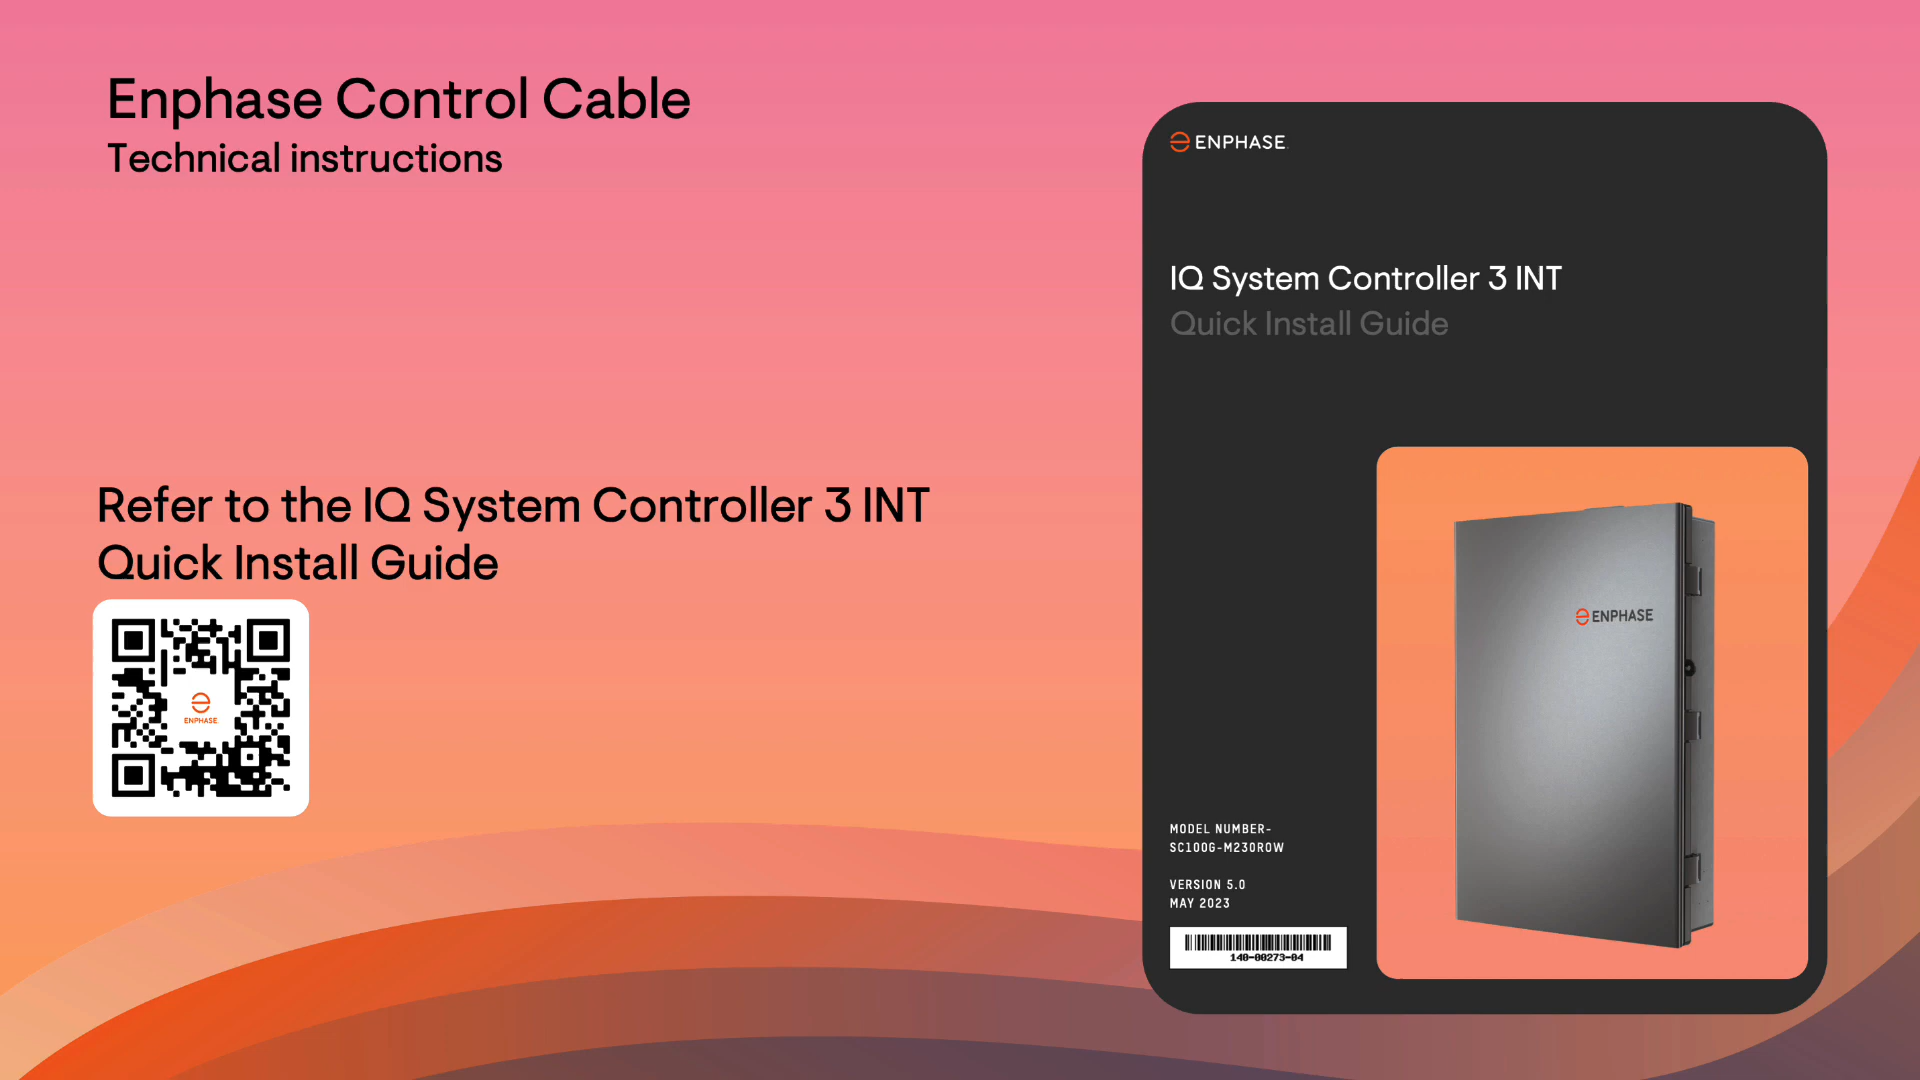 Enphase Control Cable
Technical instructions
Refer to the IQ System Controller 3 INT
Quick Install Guide
ENPHASE
ENPHASE
IQ System Controller 3 INT
Quick Install Guide
ENPHASE
MODEL NUMBER-
SC100G-M230ROW
VERSION 5.0
MAY 2023
140-00273-04